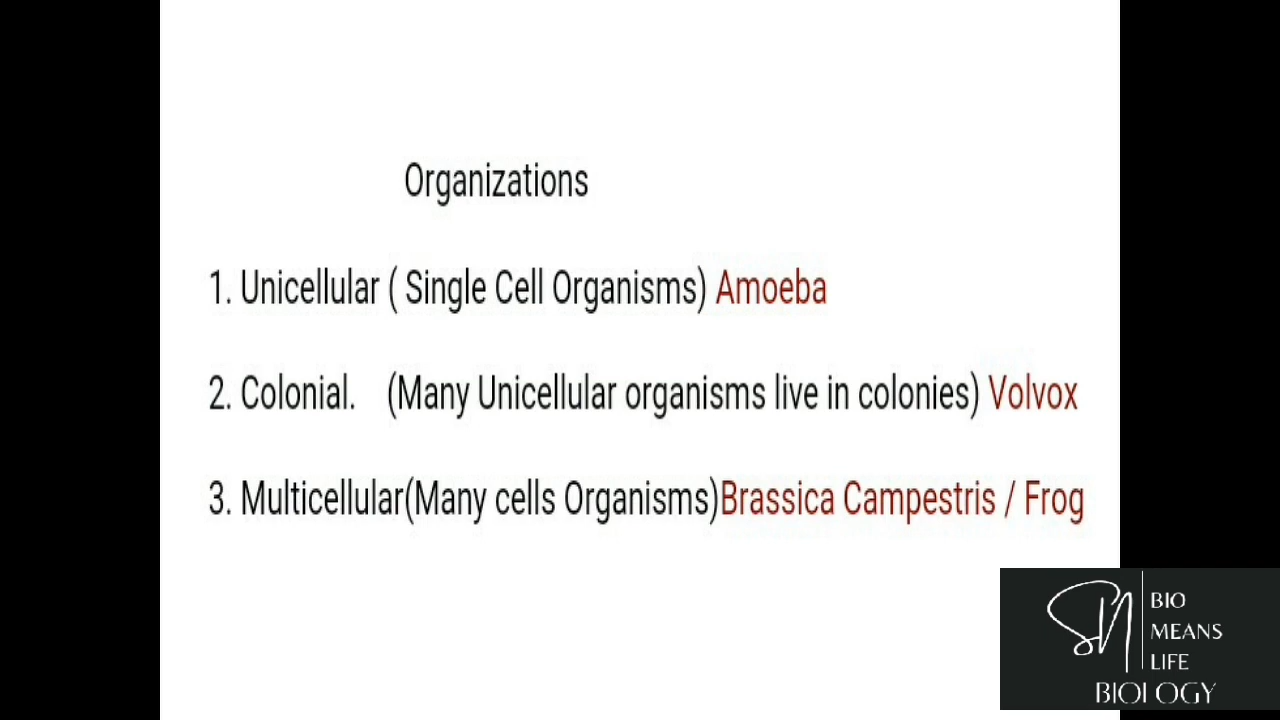 Organizations
1. Unicellular ( Single Cell Organisms) Amoeba
2. Colonial. (Many Unicellular organisms live in colonies) Volvox
3. Multicellular(Many cells Organisms)Brassica Campestris / Frog
SN
BIO
MEANS
LIFE
BIOLOGY